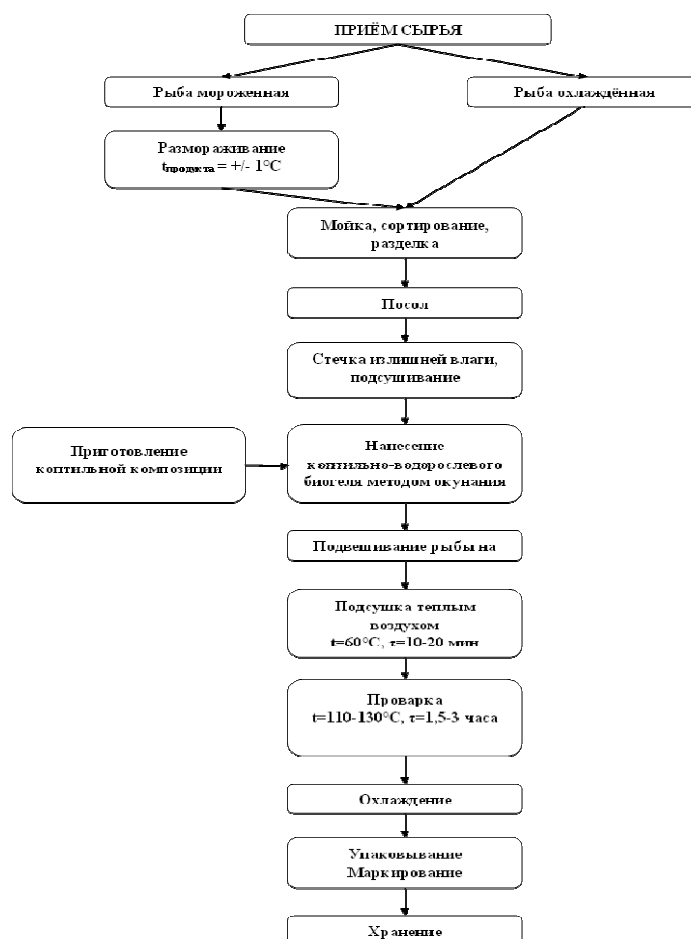 ПРИЁМ СЫРЬЯ
Рыба мороженная
Рыба охлаждённая
Размораживание
tпродукта = +/- 1°С
Мойка, сортирование,
разделка
Посол
Стечка излишней влаги,
подсушивание
Приготовление
коптильной композиции
Нанесение
коптильно-водорослевого
биогеля методом окунания
Подвешивание рыбы на
Подсушка теплым
воздухом
t=60°С, τ=10-20 мин
Проварка
t=110-130°С, τ=1,5-3 часа
Охлаждение
Упаковывание
Маркирование
Хранение